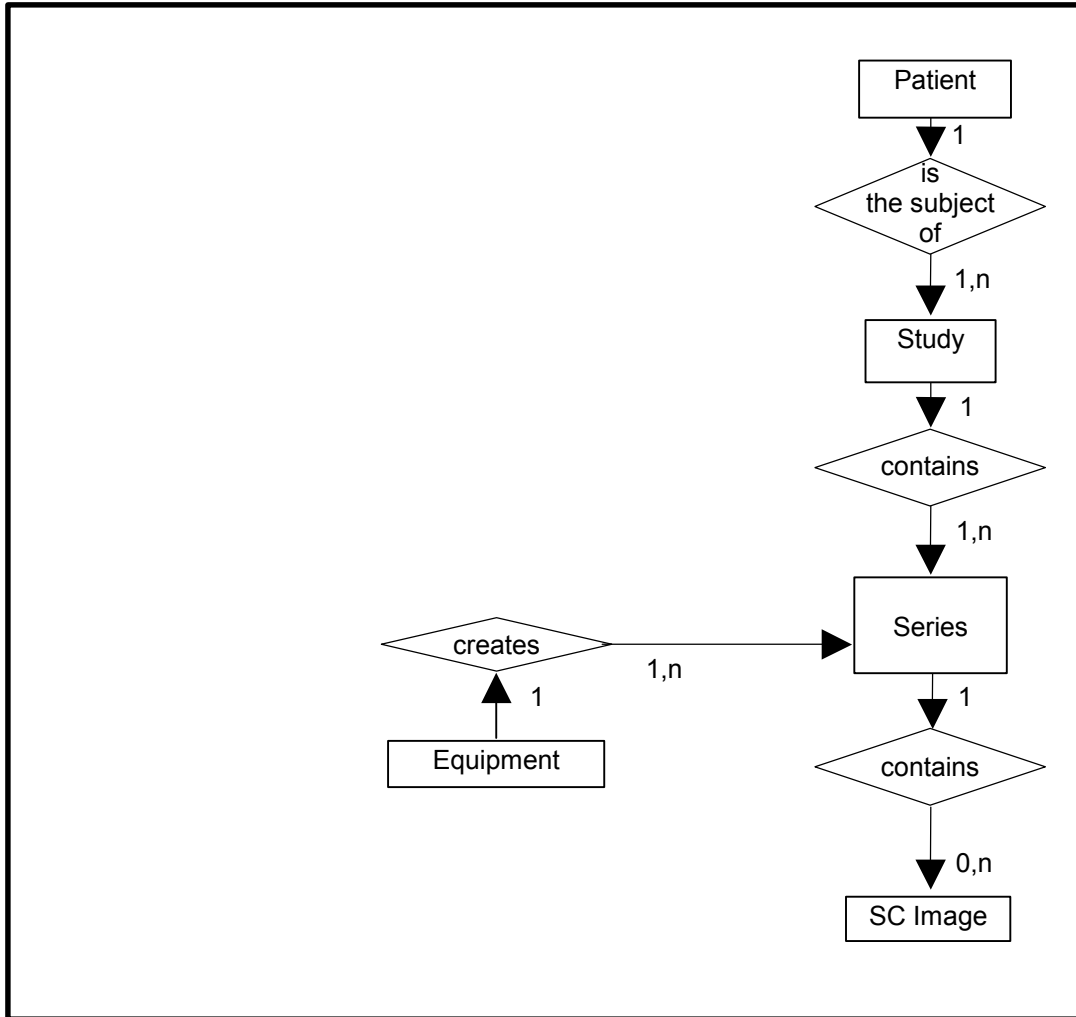 Patient
1
is
the subject
of
1,n
Study
1
contains
1,n
Series
creates
1,n
1
1
Equipment
contains
0,n
SC Image